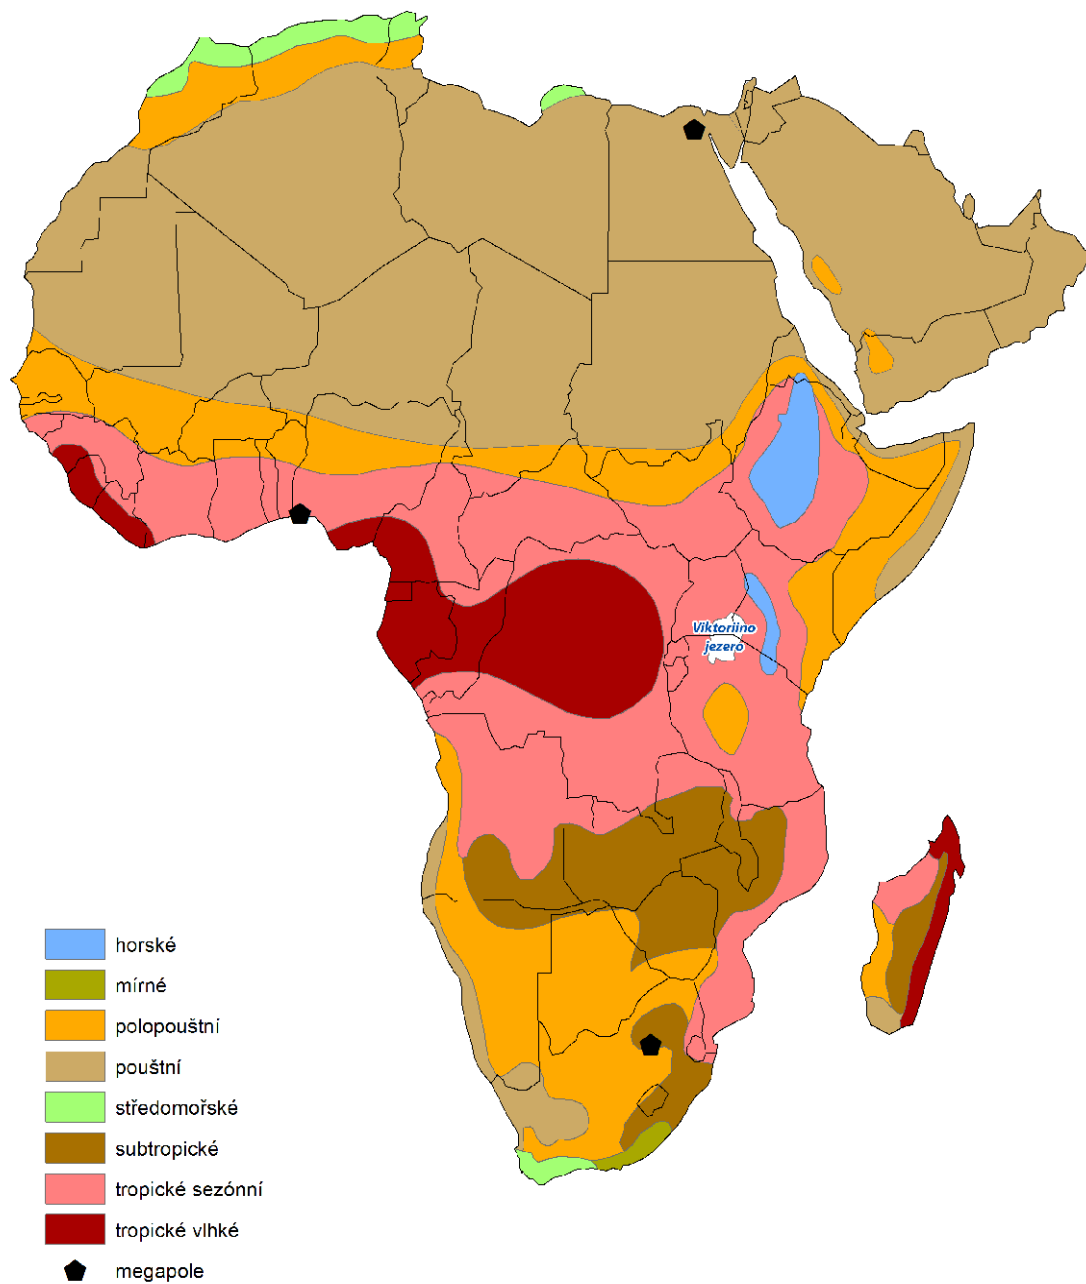 Viktoriino
jezero
horské
mírné
polopouštní
pouštní
středomořské
subtropické
tropické sezónní
tropické vlhké
megapole